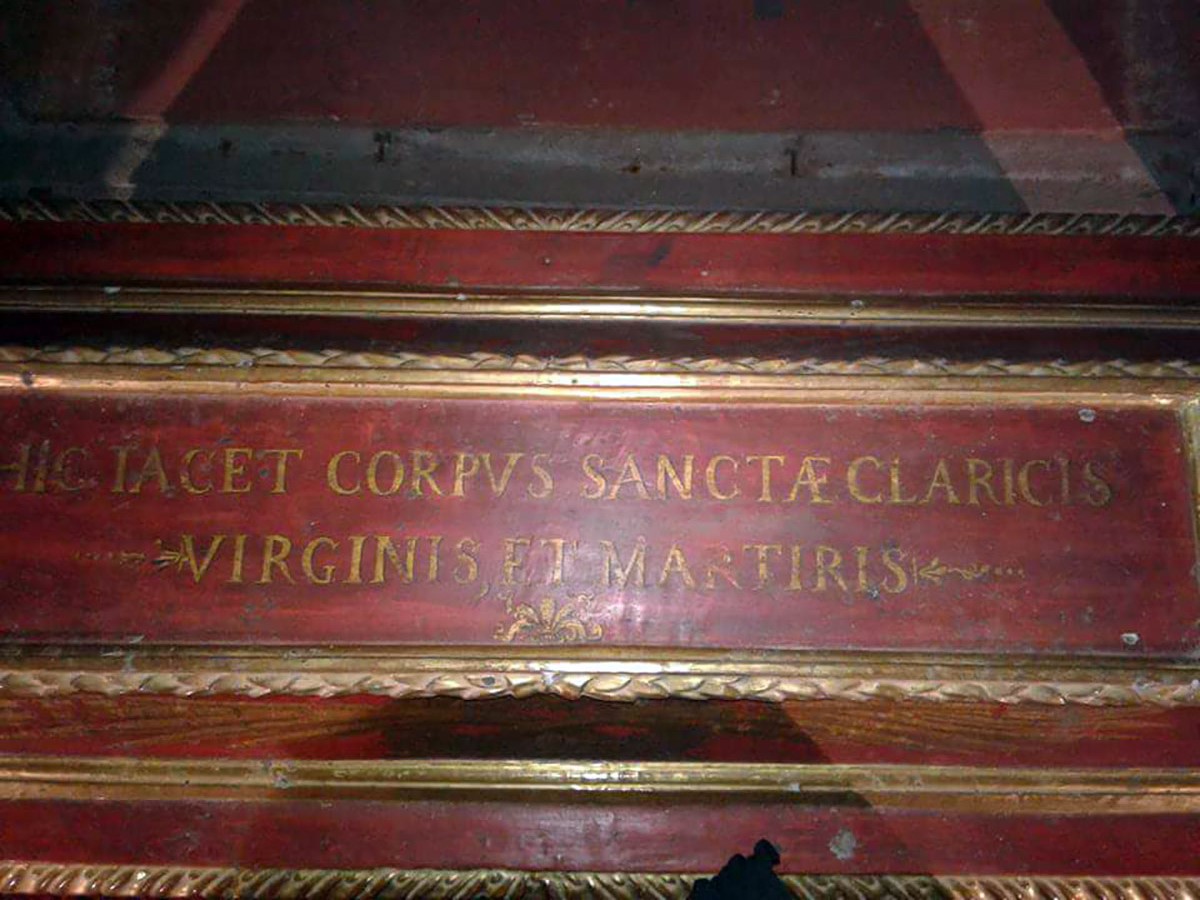 HIC IACET CORPVS SANCTÆ CLARICIS
VIRGINIS, ET MARTIRIS